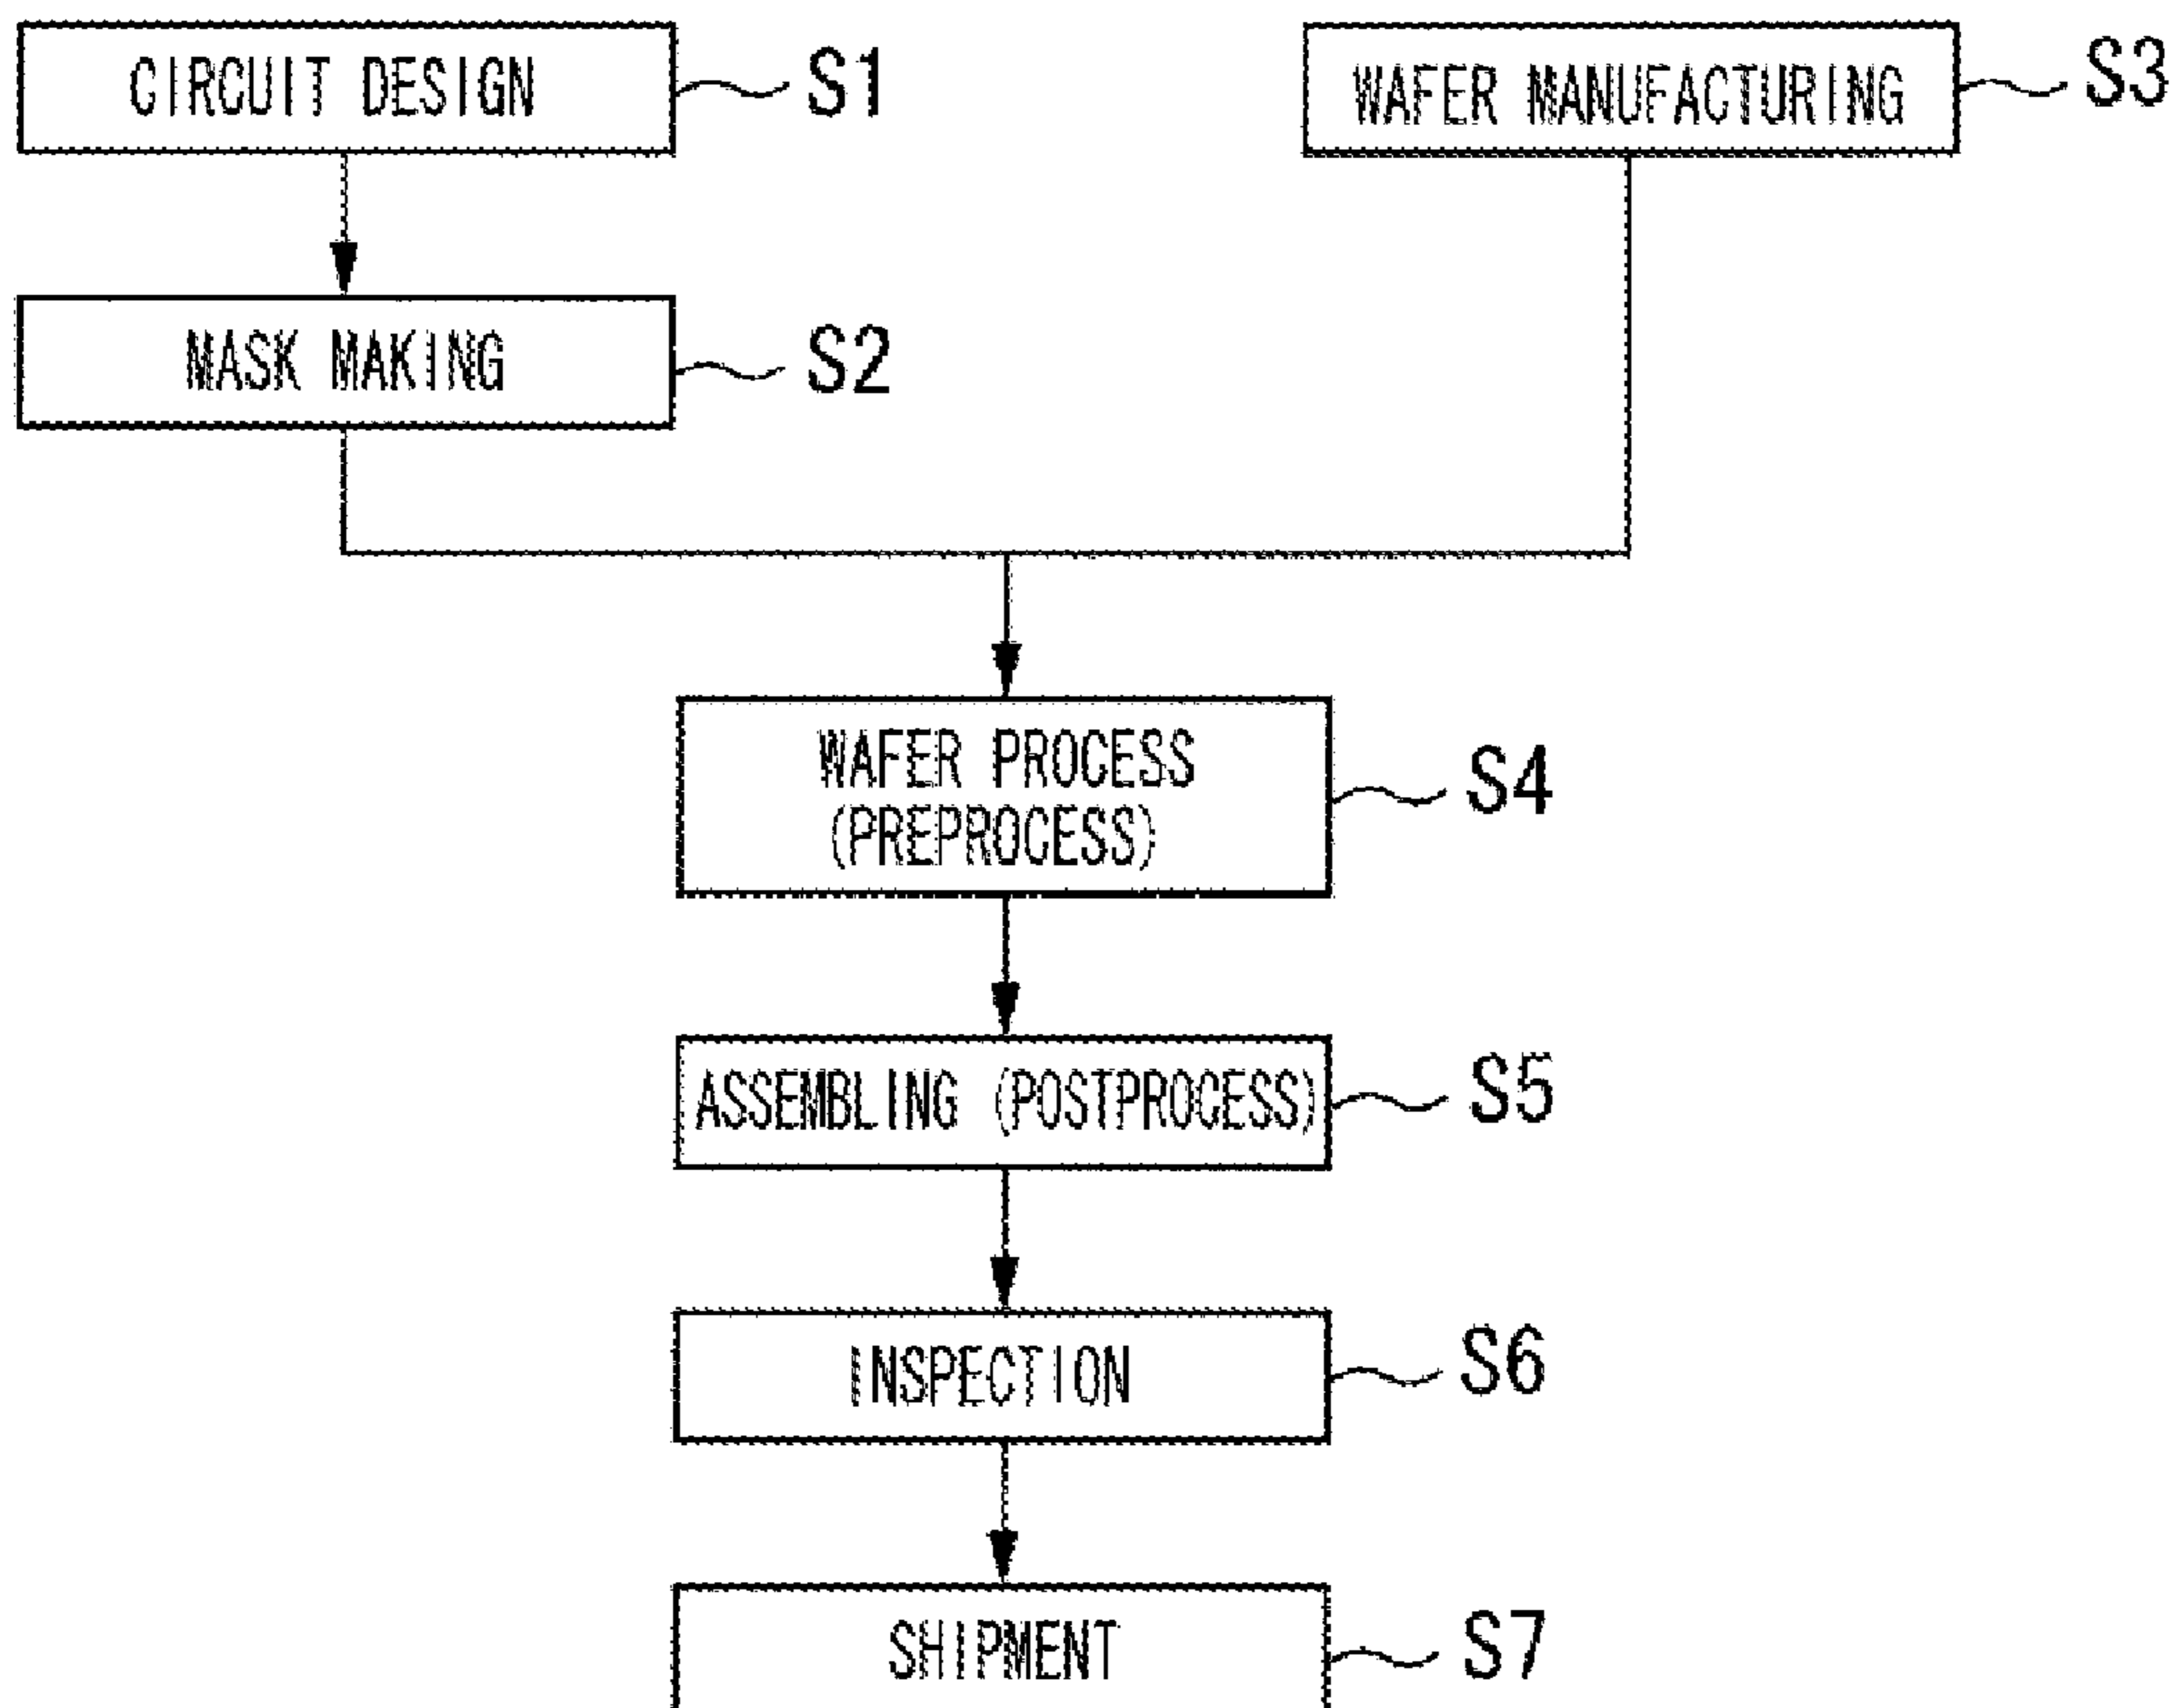 CIRCUIT DESIGN S1
WAFER MANUFACTURING S3
MASK MAKING S2
WAFER PROCESS
(PREPROCESS) S4
ASSEMBLING (POSTPROCESS) S5
INSPECTION S6
SHIPMENT S7